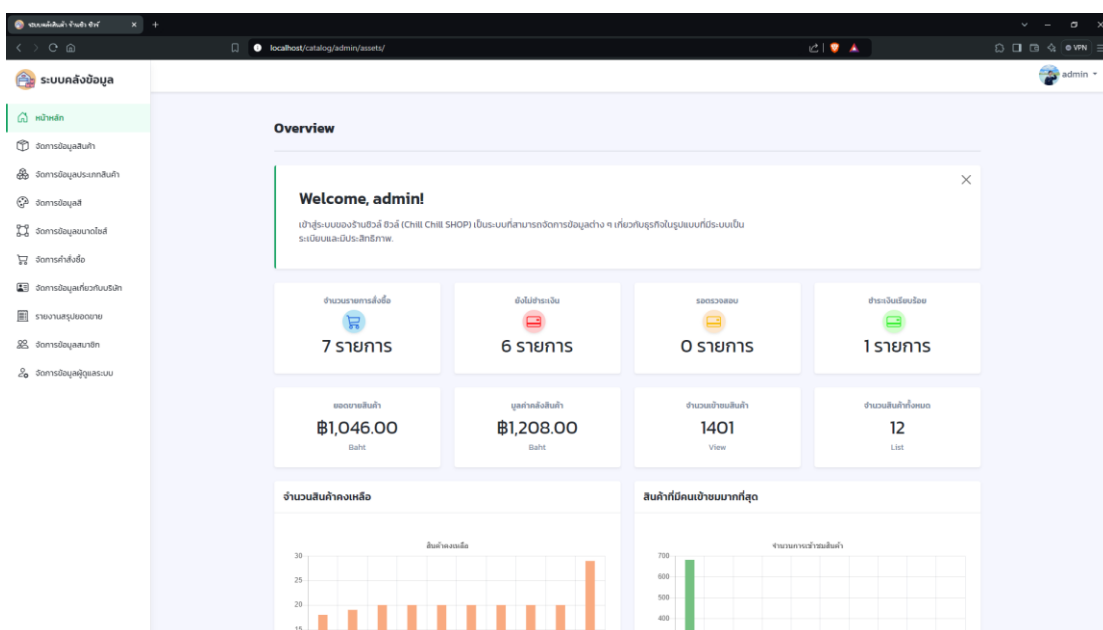 ระบบคลังสินค้า ร้านชิว ชิวล์
localhost/catalog/admin/assets/
VPN
ระบบคลังข้อมูล
admin
หน้าหลัก
จัดการข้อมูลสินค้า
จัดการข้อมูลประเภทสินค้า
จัดการข้อมูลสี
จัดการข้อมูลขนาดไซส์
จัดการคำสั่งซื้อ
จัดการข้อมูลเกี่ยวกับบริษัท
รายงานสรุปยอดขาย
จัดการข้อมูลสมาชิก
จัดการข้อมูลผู้ดูแลระบบ
Overview
Welcome, admin!
เข้าสู่ระบบของร้านชิวล์ ชิวล์ (Chill Chill SHOP) เป็นระบบที่สามารถจัดการข้อมูลต่าง ๆ เกี่ยวกับธุรกิจในรูปแบบที่มีระบบเป็น
ระเบียบและมีประสิทธิภาพ.
จำนวนรายการสั่งซื้อ
7 รายการ
ยังไม่ชำระเงิน
6 รายการ
รอตรวจสอบ
0 รายการ
ชำระเงินเรียบร้อย
1 รายการ
ยอดขายสินค้า
฿1,046.00
Baht
มูลค่าคลังสินค้า
฿1,208.00
Baht
จำนวนเข้าชมสินค้า
1401
View
จำนวนสินค้าทั้งหมด
12
List
จำนวนสินค้าคงเหลือ
สินค้าคงเหลือ
30
25
20
15
สินค้าที่มีคนเข้าชมมากที่สุด
จำนวนการเข้าชมสินค้า
700
600
500
400